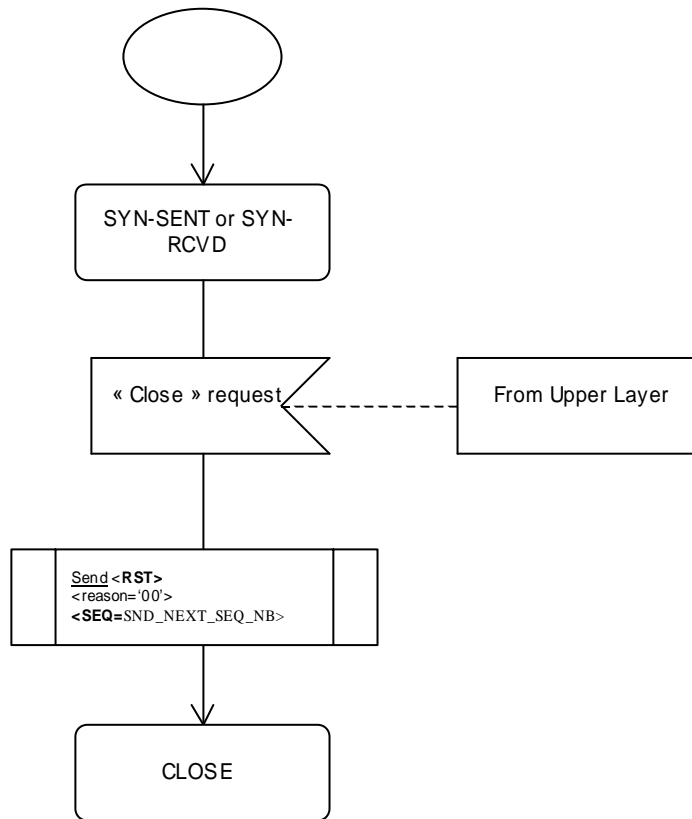 SYN-SENT or SYN-
RCVD
« Close » request
From Upper Layer
Send <RST>
<reason=‘00’>
<SEQ=SND_NEXT_SEQ_NB>
CLOSE